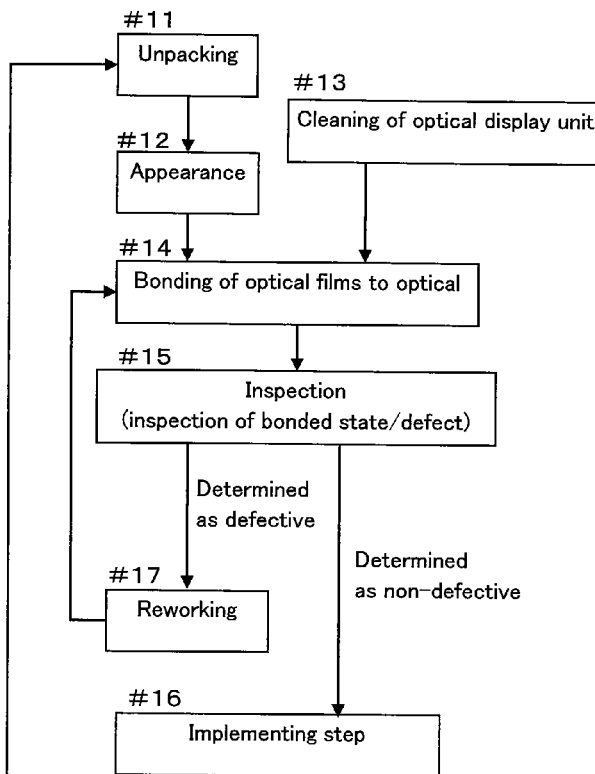 #11
Unpacking
#13
Cleaning of optical display unit
#12
Appearance
#14
Bonding of optical films to optical
#15
Inspection
(inspection of bonded state/defect)
Determined
as defective
Determined
as non-defective
#17
Reworking
#16
Implementing step